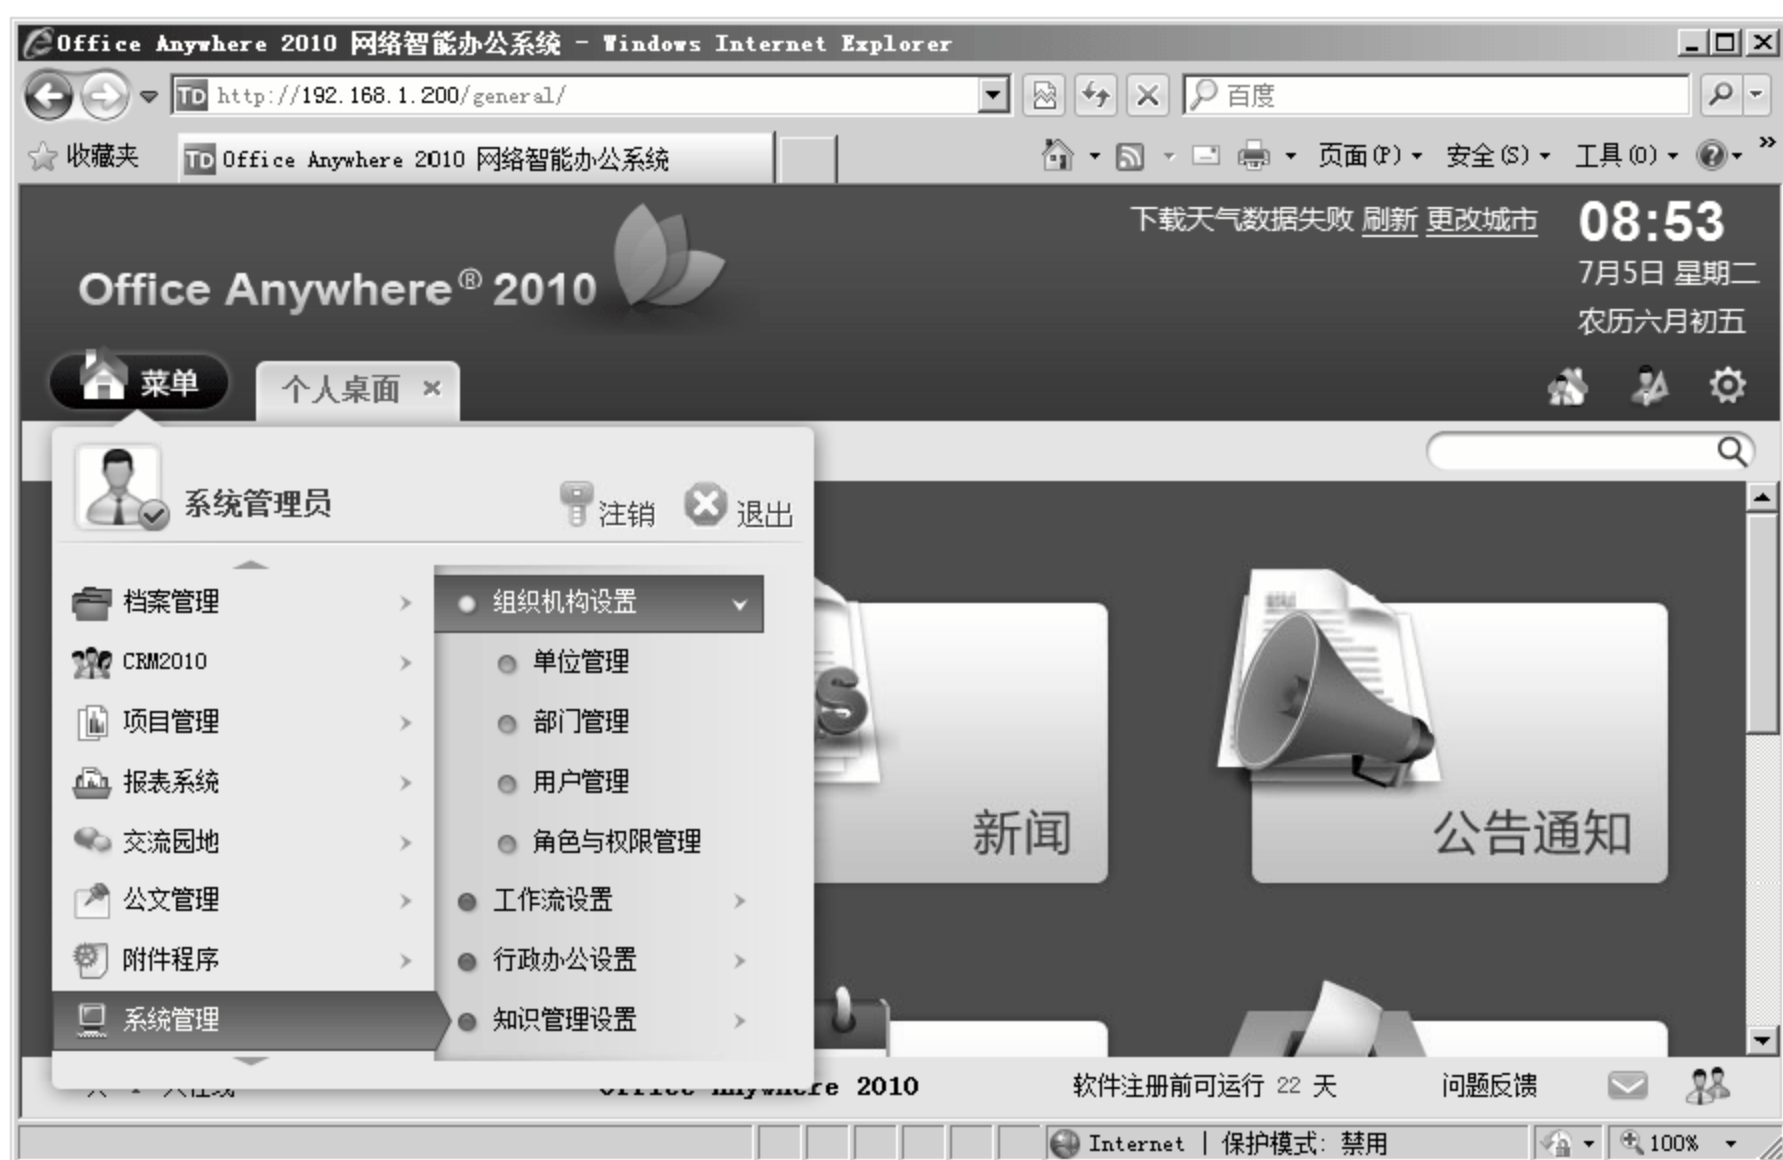 Office Anywhere 2010 网络智能办公系统 - Windows Internet Explorer
TD http://192.168.1.200/general/ 百度
收藏夹 TD Office Anywhere 2010 网络智能办公系统 页面(P) 安全(S) 工具(O)
下载天气数据失败 刷新 更改城市 08:53
7月5日 星期二
Office Anywhere® 2010
农历六月初五
菜单 个人桌面
系统管理员 注销 退出
档案管理 组织机构设置
CRM2010 单位管理
项目管理 部门管理
报表系统 用户管理
新闻 公告通知
交流园地 角色与权限管理
公文管理 工作流设置
附件程序 行政办公设置
系统管理 知识管理设置
Office Anywhere 2010 软件注册前可运行 22 天 问题反馈
Internet | 保护模式: 禁用 100%